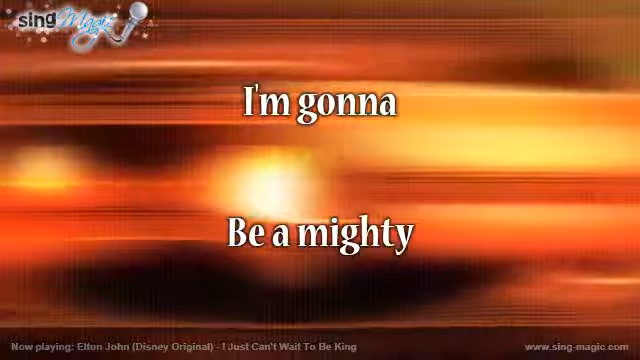 sing Magic
I'm gonna
Be a mighty
Now playing: Elton John (Disney Original) - I Just Can't Wait To Be King
www.sing-magic.com